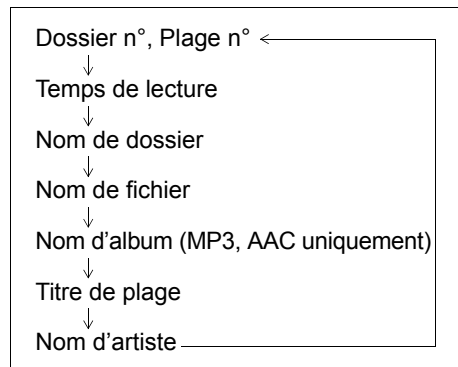 Dossier n°, Plage n°
Temps de lecture
Nom de dossier
Nom de fichier
Nom d’album (MP3, AAC uniquement)
Titre de plage
Nom d’artiste